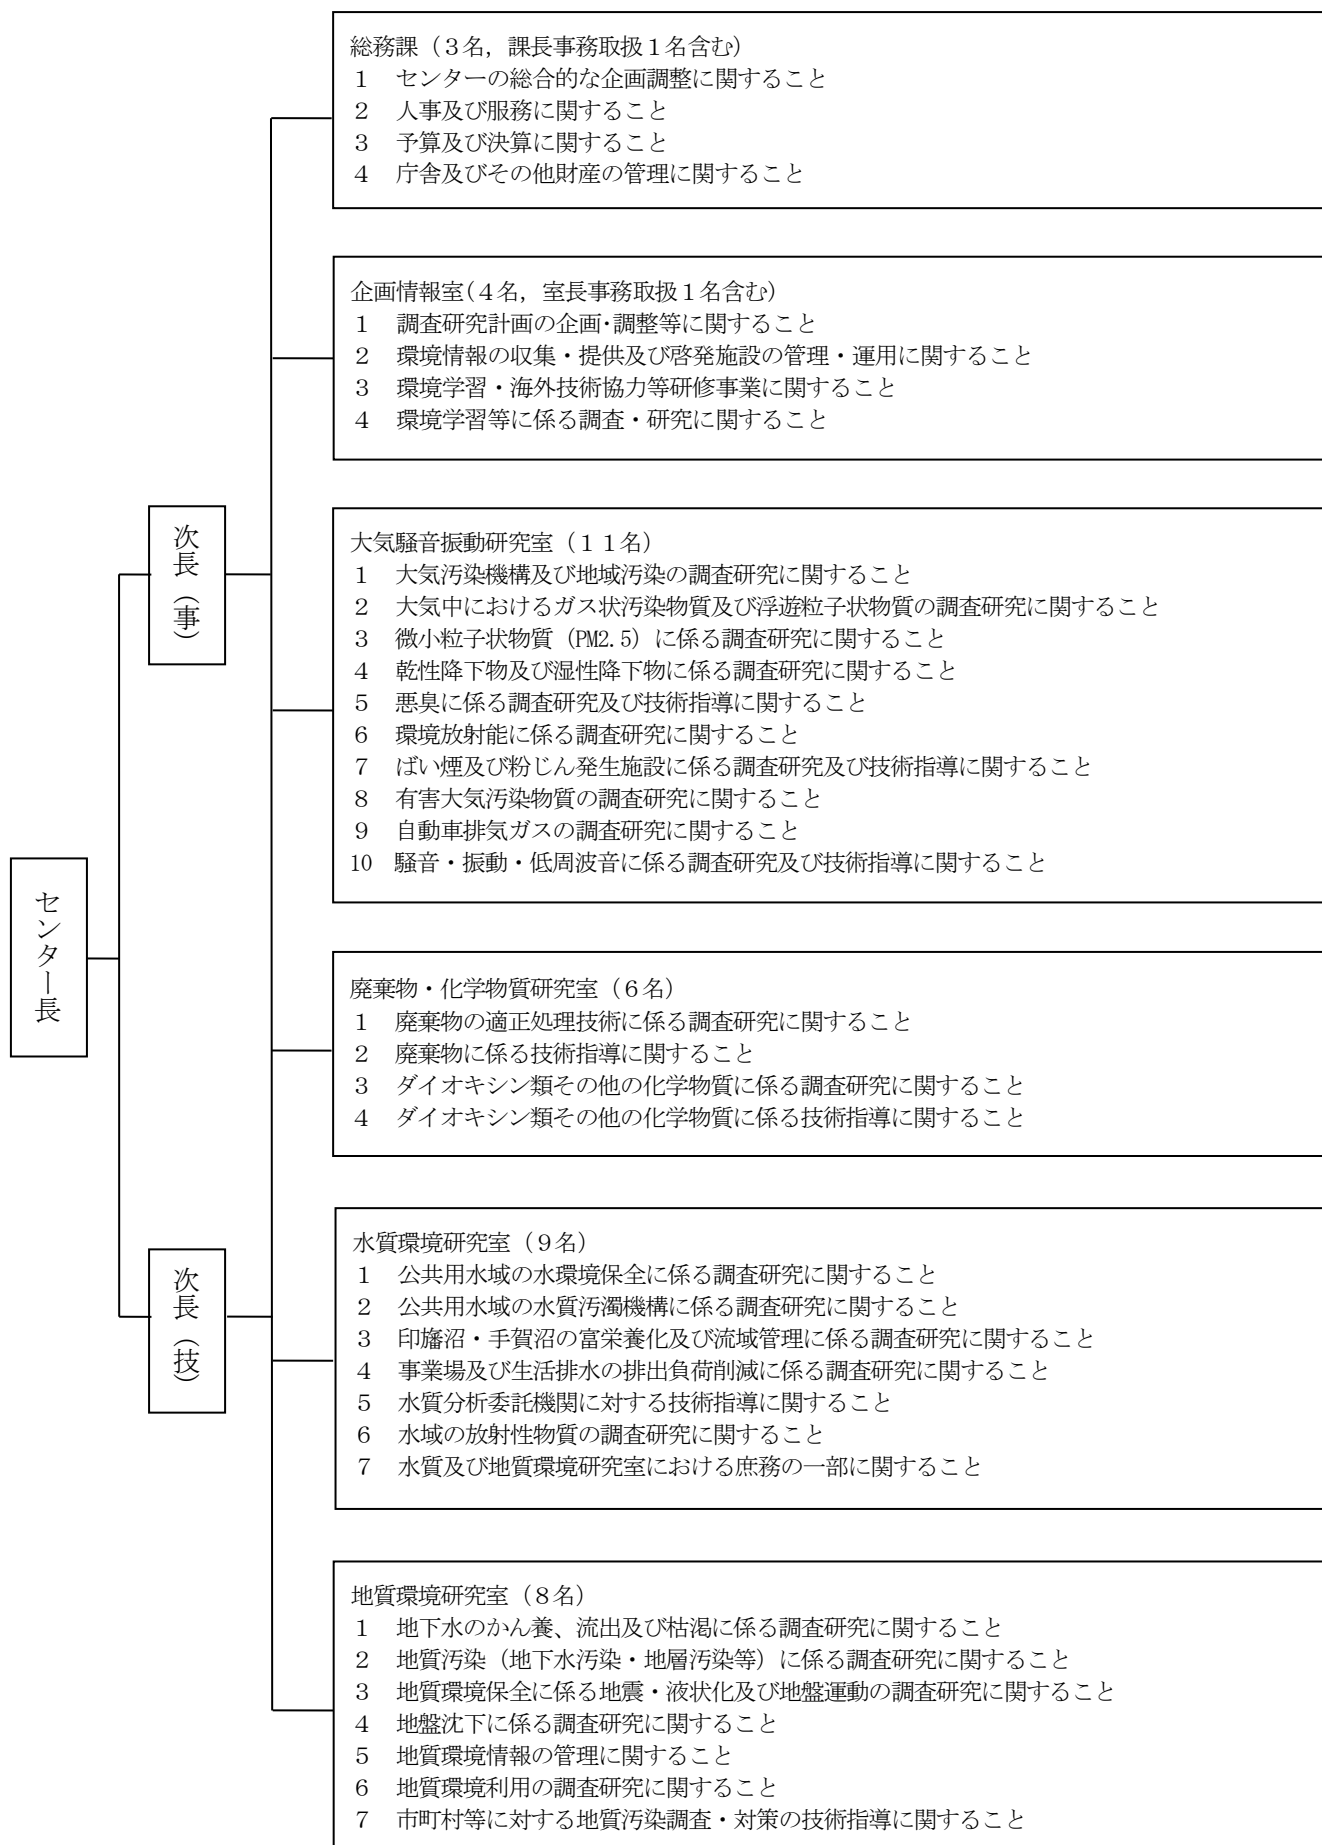 総務課（３名，課長事務取扱１名含む）
１　センターの総合的な企画調整に関すること
２　人事及び服務に関すること
３　予算及び決算に関すること
４　庁舎及びその他財産の管理に関すること
企画情報室（４名，室長事務取扱１名含む）
１　調査研究計画の企画・調整等に関すること
２　環境情報の収集・提供及び啓発施設の管理・運用に関すること
３　環境学習・海外技術協力等研修事業に関すること
４　環境学習等に係る調査・研究に関すること
次長（事）
大気騒音振動研究室（１１名）
１　大気汚染機構及び地域汚染の調査研究に関すること
２　大気中におけるガス状汚染物質及び浮遊粒子状物質の調査研究に関すること
３　微小粒子状物質（PM2.5）に係る調査研究に関すること
４　乾性降下物及び湿性降下物に係る調査研究に関すること
５　悪臭に係る調査研究及び技術指導に関すること
６　環境放射能に係る調査研究に関すること
７　ばい煙及び粉じん発生施設に係る調査研究及び技術指導に関すること
８　有害大気汚染物質の調査研究に関すること
９　自動車排気ガスの調査研究に関すること
10　騒音・振動・低周波音に係る調査研究及び技術指導に関すること
センター長
廃棄物・化学物質研究室（６名）
１　廃棄物の適正処理技術に係る調査研究に関すること
２　廃棄物に係る技術指導に関すること
３　ダイオキシン類その他の化学物質に係る調査研究に関すること
４　ダイオキシン類その他の化学物質に係る技術指導に関すること
次長（技）
水質環境研究室（９名）
１　公共用水域の水環境保全に係る調査研究に関すること
２　公共用水域の水質汚濁機構に係る調査研究に関すること
３　印旛沼・手賀沼の富栄養化及び流域管理に係る調査研究に関すること
４　事業場及び生活排水の排出負荷削減に係る調査研究に関すること
５　水質分析委託機関に対する技術指導に関すること
６　水域の放射性物質の調査研究に関すること
７　水質及び地質環境研究室における庶務の一部に関すること
地質環境研究室（８名）
１　地下水のかん養、流出及び枯渇に係る調査研究に関すること
２　地質汚染（地下水汚染・地層汚染等）に係る調査研究に関すること
３　地質環境保全に係る地震・液状化及び地盤運動の調査研究に関すること
４　地盤沈下に係る調査研究に関すること
５　地質環境情報の管理に関すること
６　地質環境利用の調査研究に関すること
７　市町村等に対する地質汚染調査・対策の技術指導に関すること